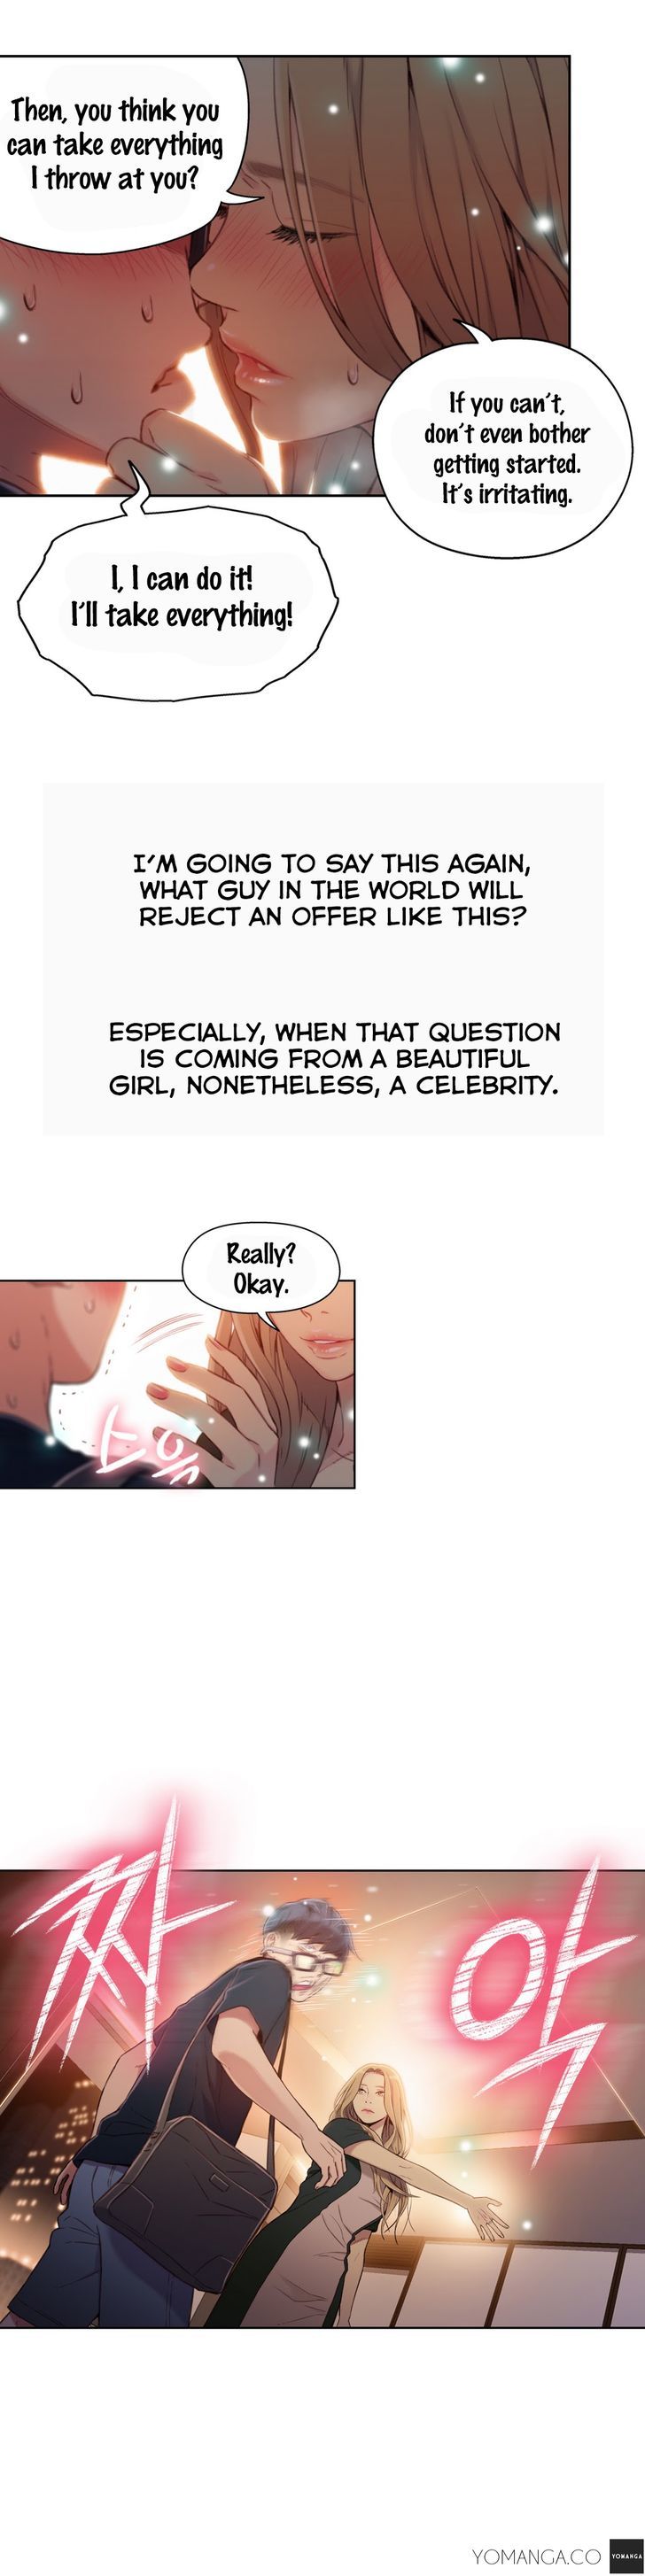 Then, you think you
can take everything
I throw at you?
If you can't,
don't even bother
getting started.
It's irritating.
I, I can do it!
I'll take everything!
I'M GOING TO SAY THIS AGAIN,
WHAT GUY IN THE WORLD WILL
REJECT AN OFFER LIKE THIS?
ESPECIALLY, WHEN THAT QUESTION
IS COMING FROM A BEAUTIFUL
GIRL, NONETHELESS, A CELEBRITY.
Really?
Okay.
스윽
짜악
YOMANGA.CO
YOMANGA